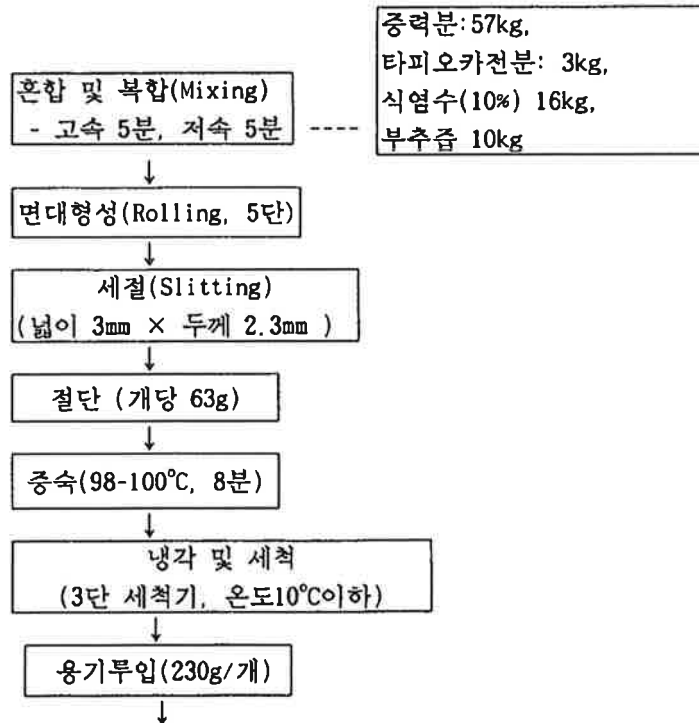 혼합 및 복합(Mixing)
- 고속 5분, 저속 5분
중력분: 57kg,
타피오카전분: 3kg,
식염수(10%) 16kg,
부추즙 10kg
면대형성(Rolling, 5단)
세절(Slitting)
(넓이 3mm × 두께 2.3mm )
절단 (개당 63g)
증숙(98-100℃, 8분)
냉각 및 세척
(3단 세척기, 온도10℃이하)
용기투입(230g/개)